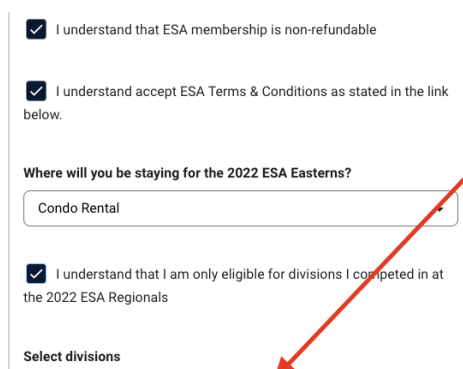 I understand that ESA membership is non-refundable
I understand accept ESA Terms & Conditions as stated in the link
below.
Where will you be staying for the 2022 ESA Easterns?
Condo Rental
I understand that I am only eligible for divisions I competed in at
the 2022 ESA Regionals
Select divisions